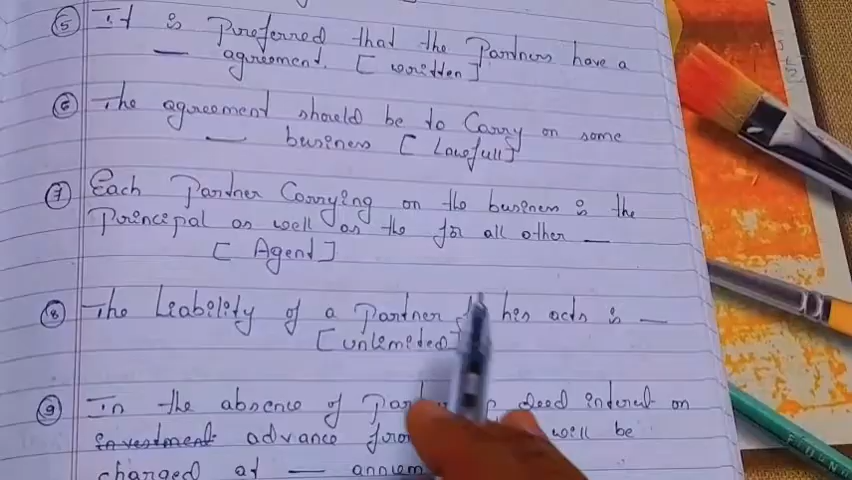 ⑤ It is Preferred that the Partners have a
— agreement. [written]
⑥ The agreement should be to Carry on some
— business [Lawfull]
⑦ Each Partner Carrying on the business is the
Principal as well as the for all other —
[Agent]
⑧ The Liability of a Partner his acts is —
[unlimited]
⑨ In the absence of deed interest on
investment advance will be
charged at —